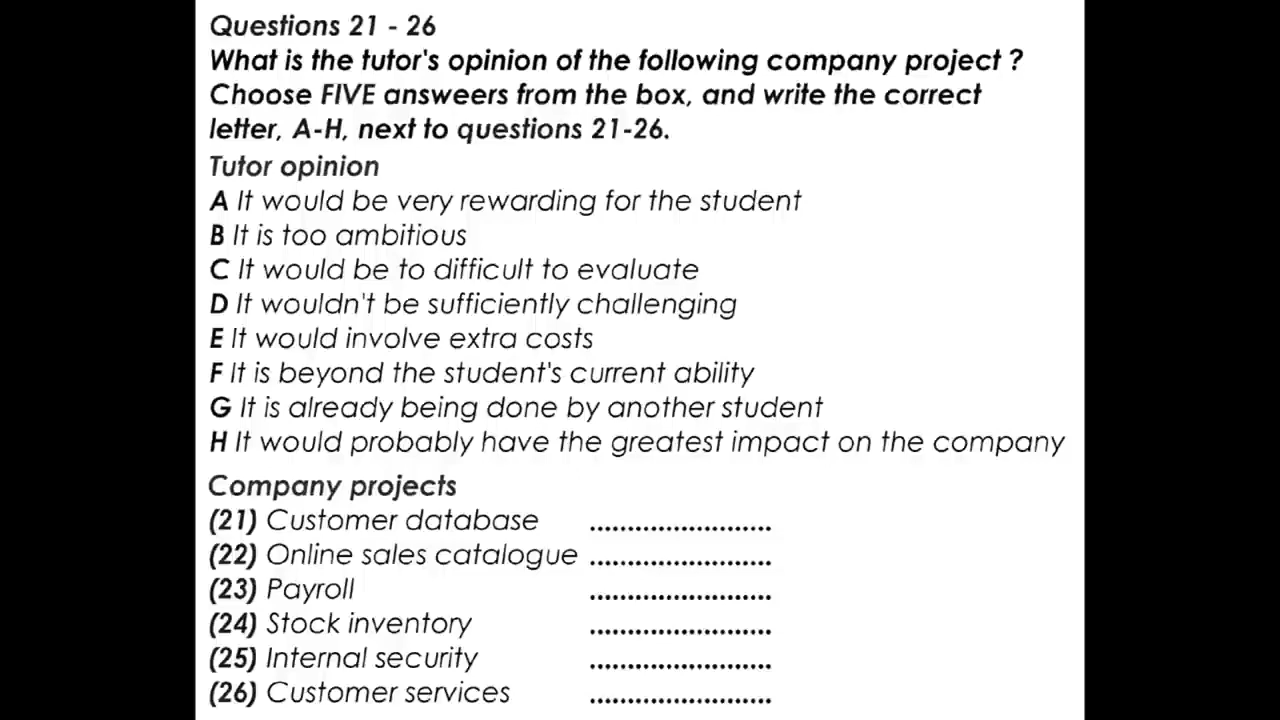 Questions 21 - 26
What is the tutor's opinion of the following company project ?
Choose FIVE answeers from the box, and write the correct
letter, A-H, next to questions 21-26.
Tutor opinion
A It would be very rewarding for the student
B It is too ambitious
C It would be to difficult to evaluate
D It wouldn't be sufficiently challenging
E It would involve extra costs
F It is beyond the student's current ability
G It is already being done by another student
H It would probably have the greatest impact on the company
Company projects
(21) Customer database ........................
(22) Online sales catalogue ........................
(23) Payroll ........................
(24) Stock inventory ........................
(25) Internal security ........................
(26) Customer services ........................